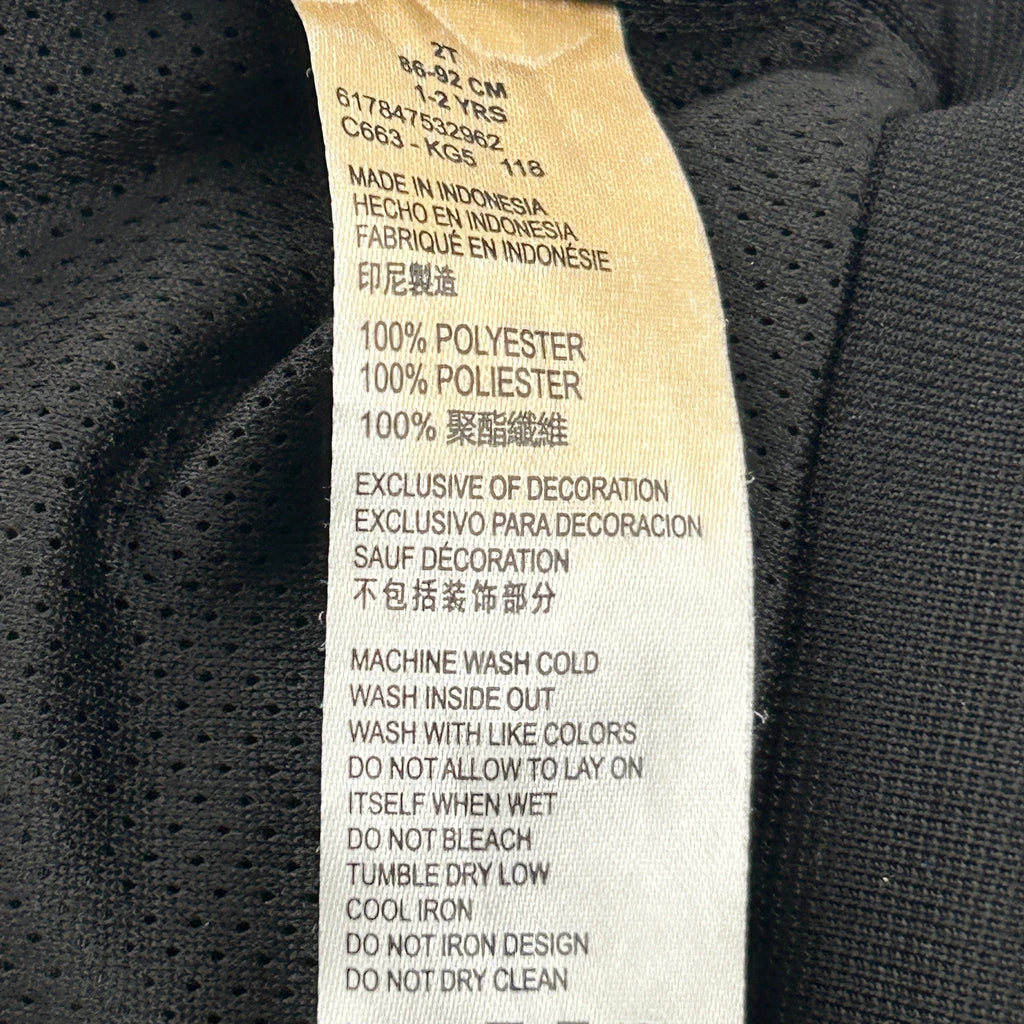 2T
86-92 CM
1-2 YRS
617847532962
C663 - KG5 118
MADE IN INDONESIA
HECHO EN INDONESIA
FABRIQUÉ EN INDONÉSIE
印尼製造
100% POLYESTER
100% POLIESTER
100% 聚酯纖維
EXCLUSIVE OF DECORATION
EXCLUSIVO PARA DECORACION
SAUF DÉCORATION
不包括装饰部分
MACHINE WASH COLD
WASH INSIDE OUT
WASH WITH LIKE COLORS
DO NOT ALLOW TO LAY ON
ITSELF WHEN WET
DO NOT BLEACH
TUMBLE DRY LOW
COOL IRON
DO NOT IRON DESIGN
DO NOT DRY CLEAN